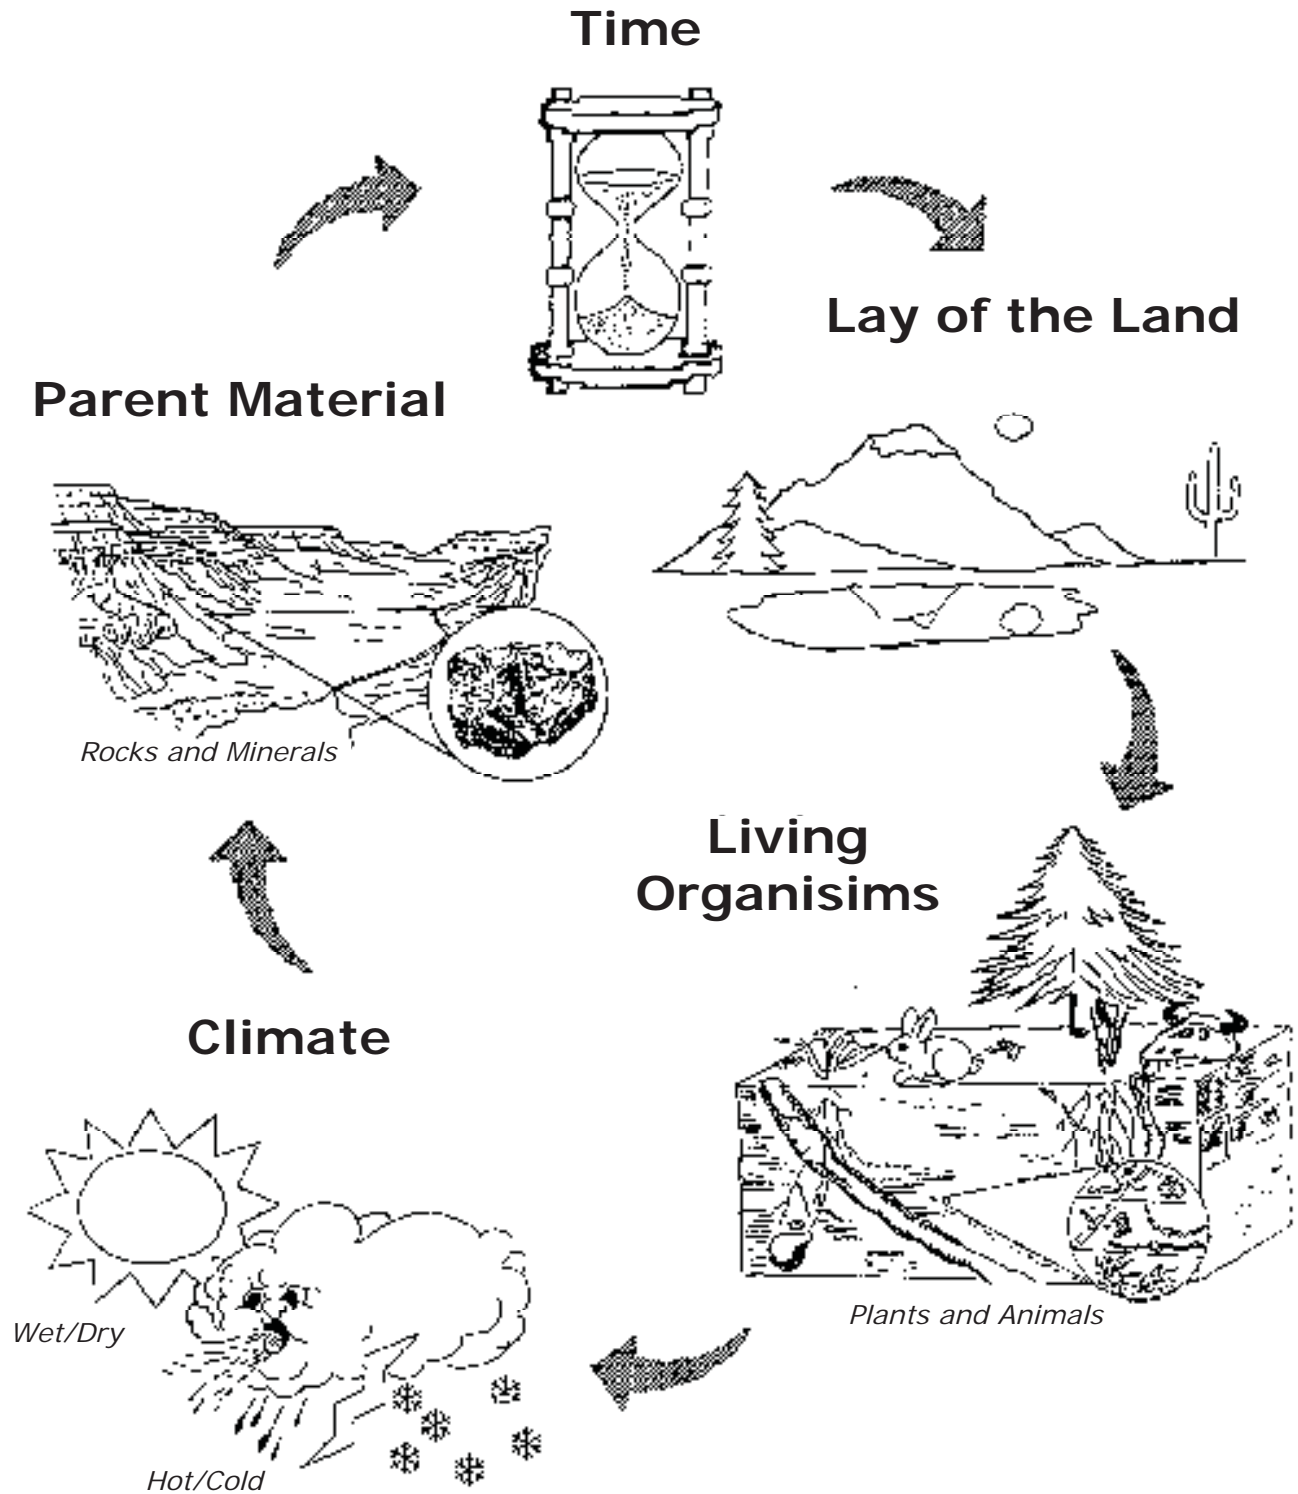 Time
Lay of the Land
Parent Material
Rocks and Minerals
Living
Organisims
Climate
Plants and Animals
Wet/Dry
Hot/Cold